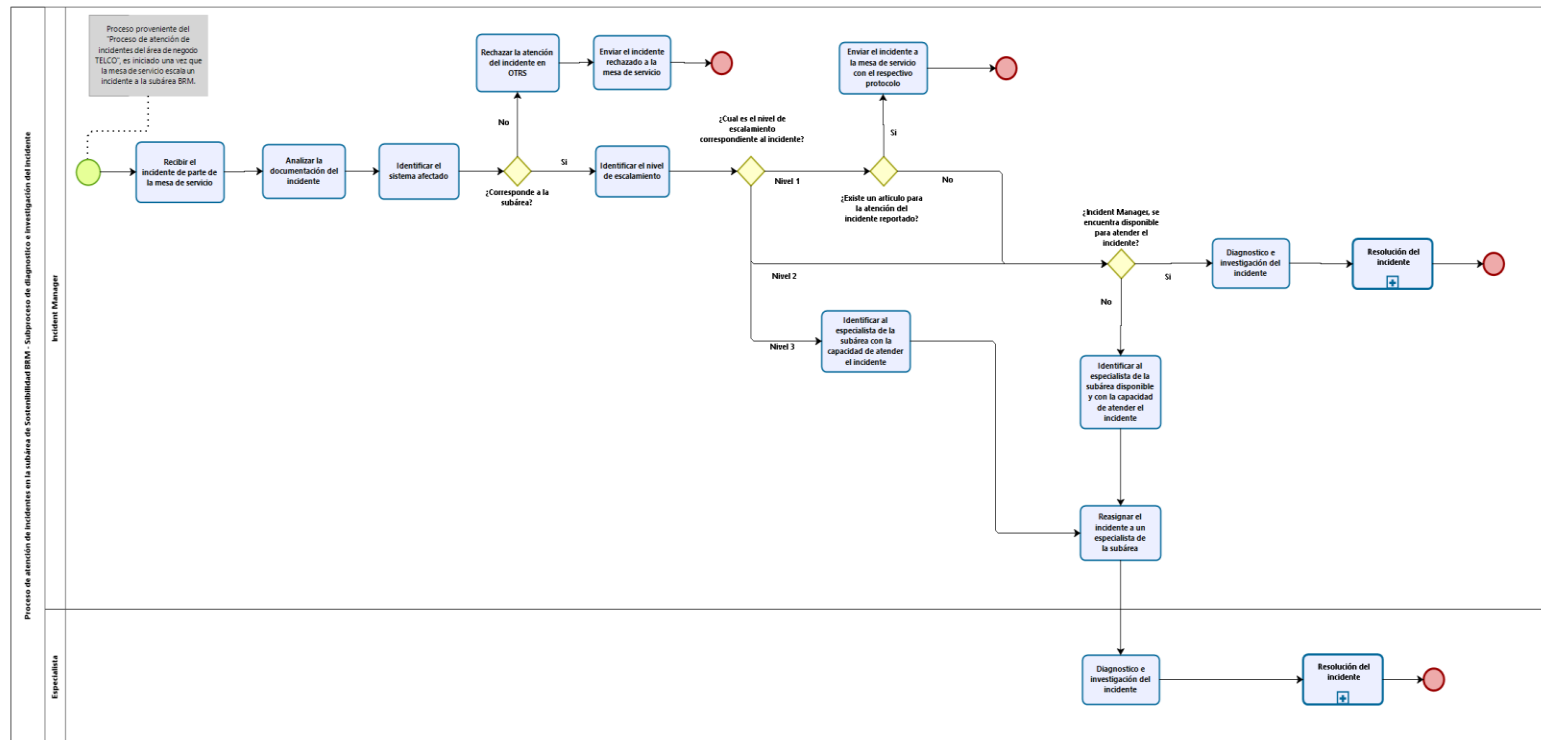 Proceso de atención de incidentes en la subárea de Sostenibilidad BRM - Subproceso de diagnostico e investigación del incidente
Incident Manager
Proceso proveniente del
"Proceso de atención de
incidentes del área de negocio
TELCO", es iniciado una vez que
la mesa de servicio escala un
incidente a la subárea BRM.
Recibir el
incidente de parte de
la mesa de servicio
Analizar la
documentación del
incidente
Identificar el
sistema afectado
¿Corresponde a la
subárea?
No
Rechazar la atención
del incidente en
OTRS
Enviar el incidente
rechazado a la
mesa de servicio
Si
Identificar el nivel
de escalamiento
¿Cual es el nivel de
escalamiento
correspondiente al incidente?
Nivel 1
¿Existe un articulo para
la atención del
incidente reportado?
Si
Enviar el incidente a
la mesa de servicio
con el respectivo
protocolo
No
Nivel 2
¿Incident Manager, se
encuentra disponible
para atender el
incidente?
Si
Diagnostico e
investigación del
incidente
Resolución del
incidente
No
Nivel 3
Identificar al
especialista de la
subárea con la
capacidad de atender
el incidente
Identificar al
especialista de la
subárea disponible
y con la capacidad
de atender el
incidente
Reasignar el
incidente a un
especialista de
la subárea
Especialista
Diagnostico e
investigación del
incidente
Resolución del
incidente